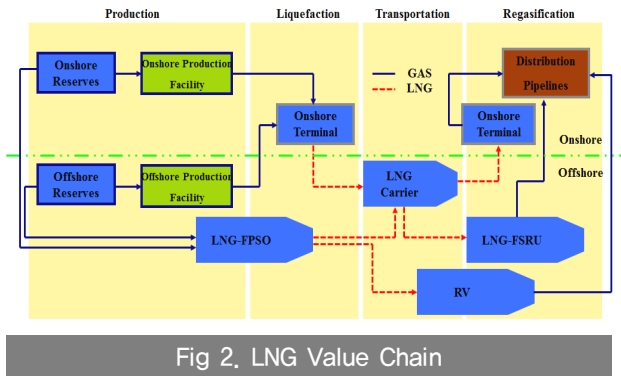 Production
Liquefaction
Transportation
Regasification
Onshore
Reserves
Onshore Production
Facility
GAS
LNG
Distribution
Pipelines
Onshore
Terminal
Onshore
Terminal
Onshore
Offshore
Offshore
Reserves
Offshore Production
Facility
LNG
Carrier
LNG-FPSO
LNG-FSRU
RV
Fig 2. LNG Value Chain